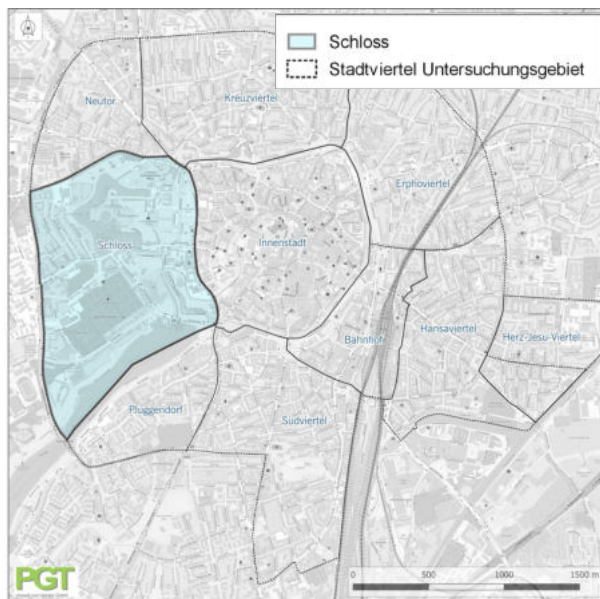 Schloss
Stadtviertel Untersuchungsgebiet
Neutor
Kreuzviertel
Erphoviertel
Schloss
Innenstadt
Bahnhof
Hansaviertel
Herz-Jesu-Viertel
Pluggendorf
Südviertel
PGT
0 500 1000 1500 m